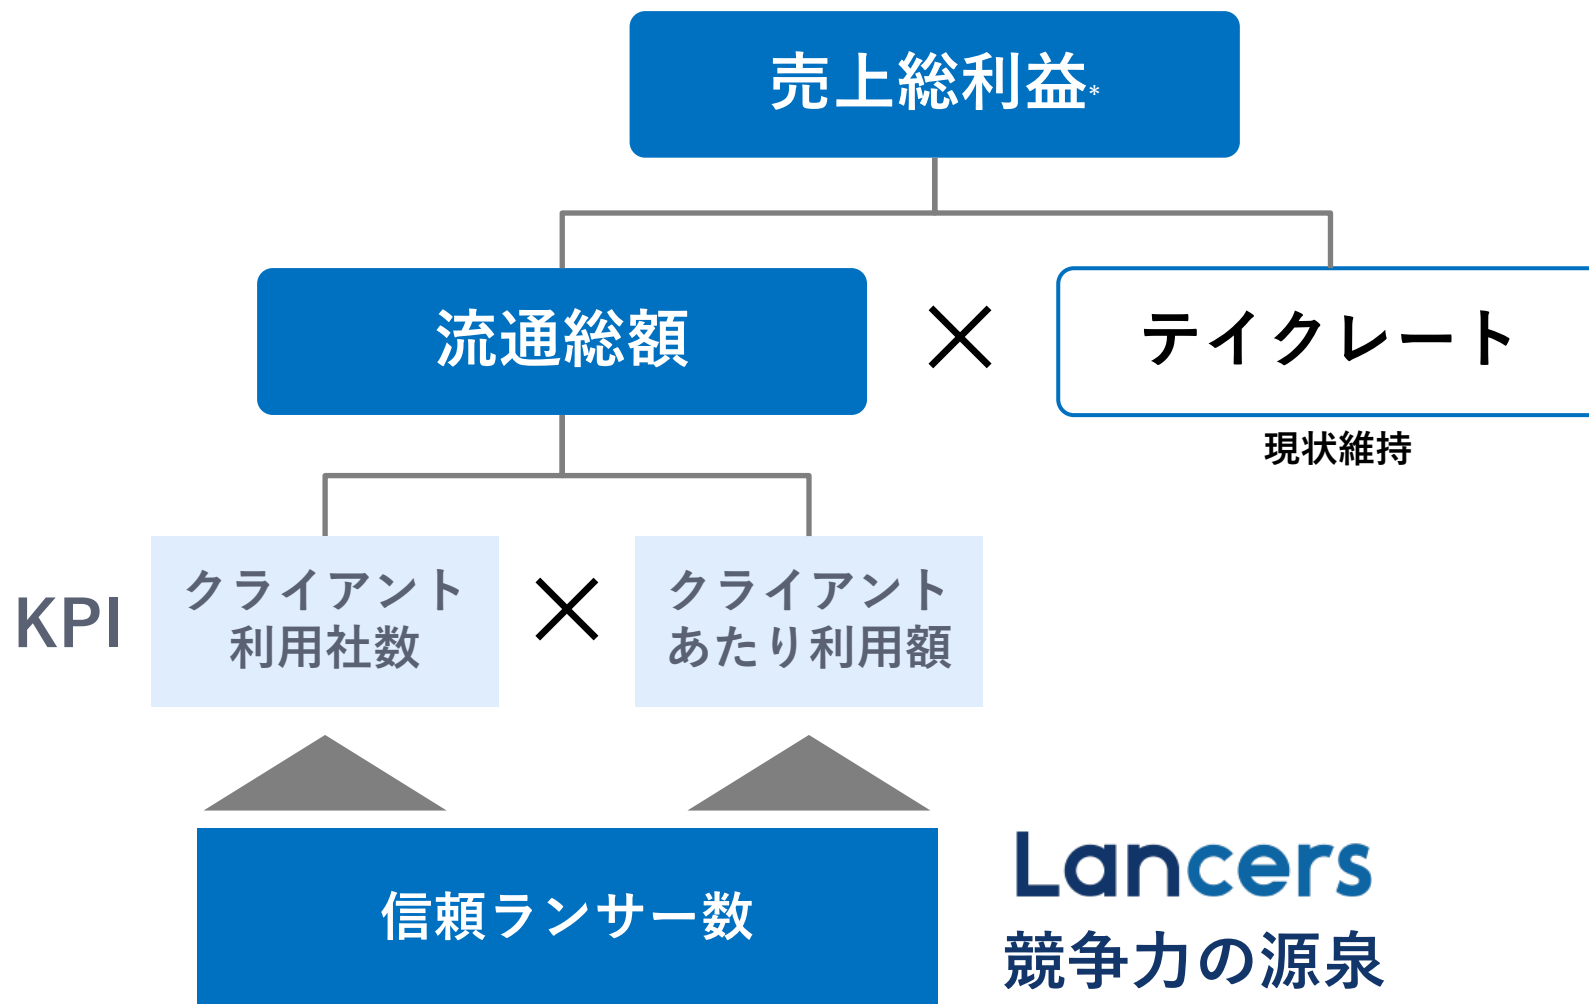 売上総利益*
流通総額
×
テイクレート
現状維持
KPI
クライアント
利用社数
×
クライアント
あたり利用額
信頼ランサー数
Lancers
競争力の源泉